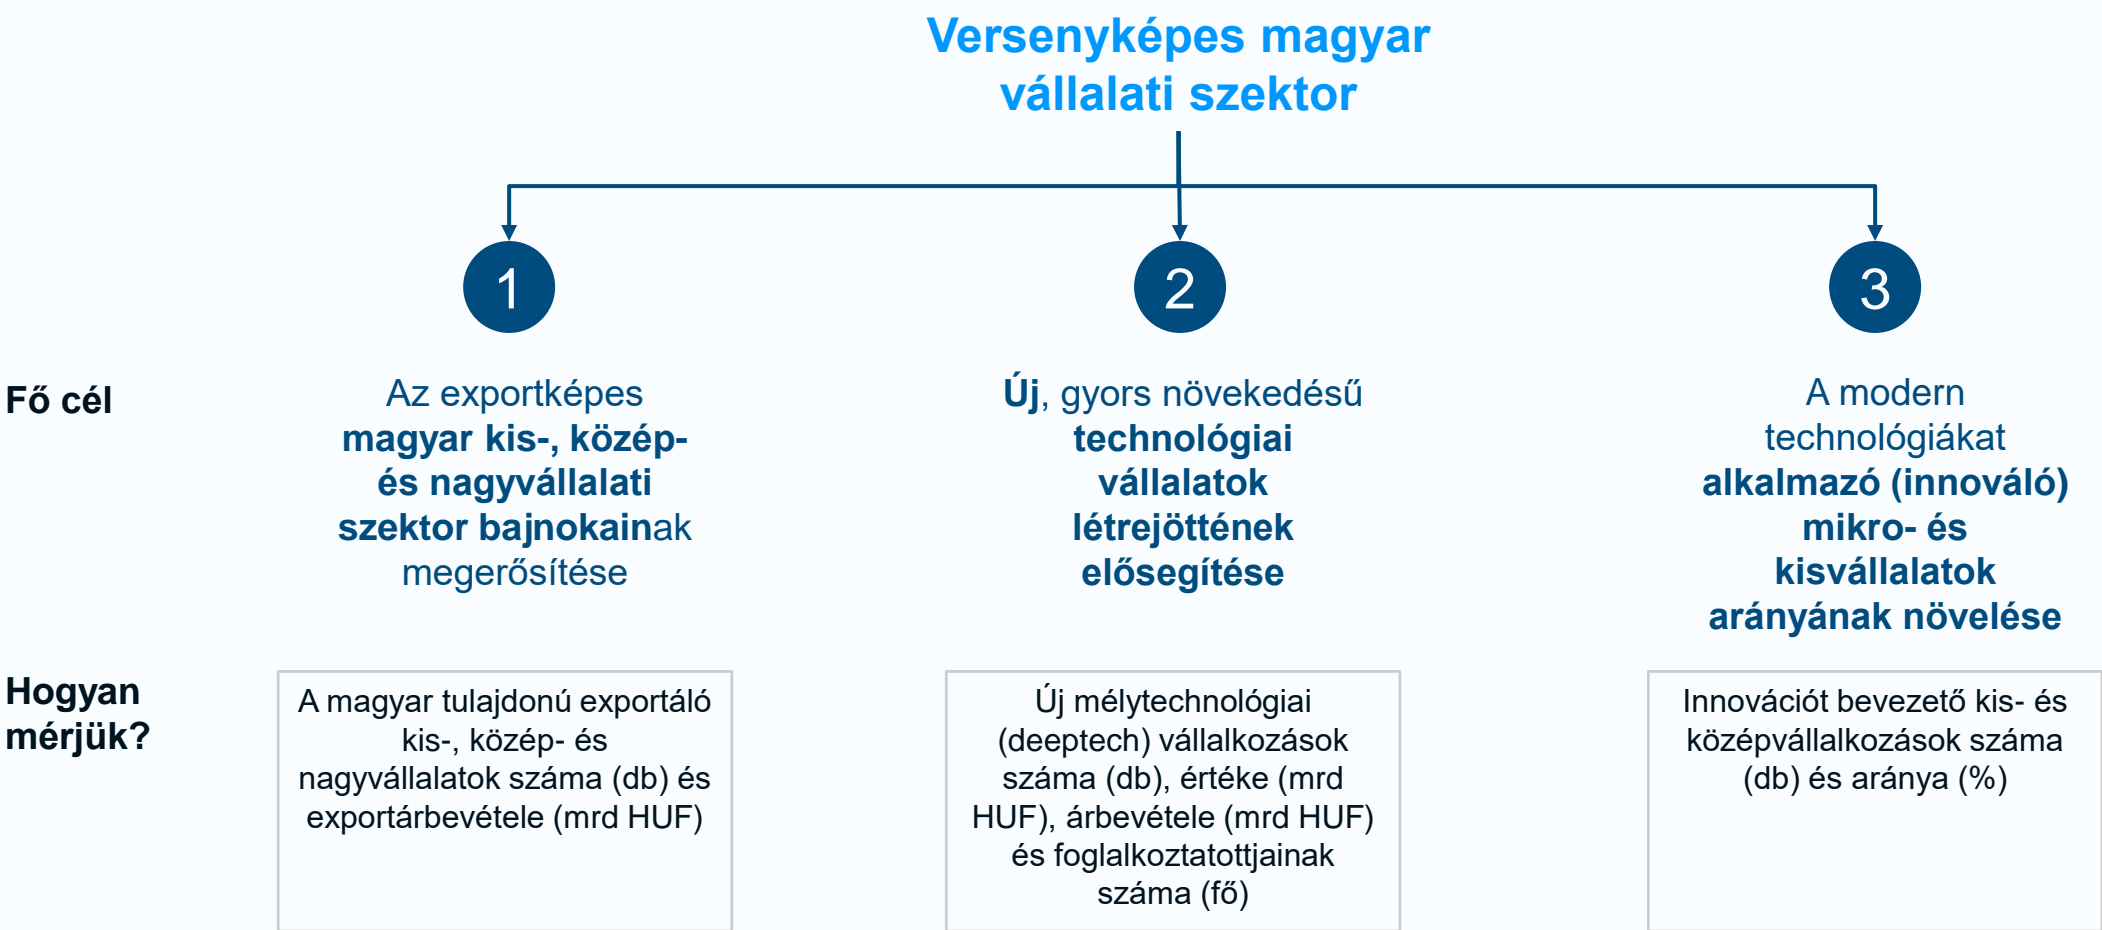 Versenyképes magyar
vállalati szektor
1
2
3
Fő cél
Az exportképes
magyar kis-, közép-
és nagyvállalati
szektor bajnokainak
megerősítése
Új, gyors növekedésű
technológiai
vállalatok
létrejöttének
elősegítése
A modern
technológiákat
alkalmazó (innováló)
mikro- és
kisvállalatok
arányának növelése
Hogyan
mérjük?
A magyar tulajdonú exportáló
kis-, közép- és
nagyvállalatok száma (db) és
exportárbevétele (mrd HUF)
Új mélytechnológiai
(deeptech) vállalkozások
száma (db), értéke (mrd
HUF), árbevétele (mrd HUF)
és foglalkoztatottjainak
száma (fő)
Innovációt bevezető kis- és
középvállalkozások száma
(db) és aránya (%)